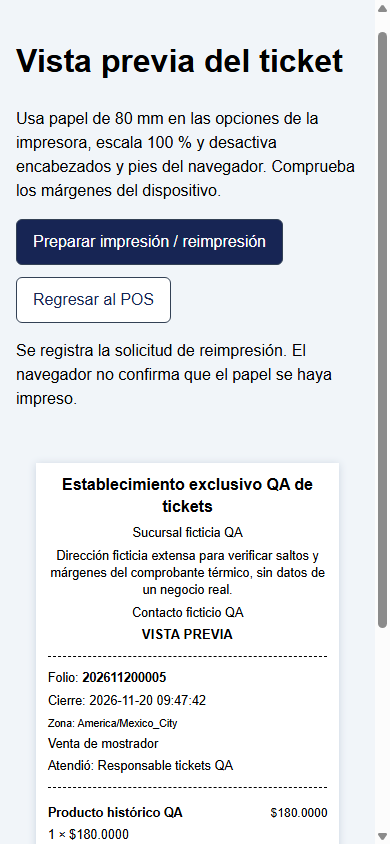 Vista previa del ticket
Usa papel de 80 mm en las opciones de la
impresora, escala 100 % y desactiva
encabezados y pies del navegador. Comprueba
los márgenes del dispositivo.
Preparar impresión / reimpresión
Regresar al POS
Se registra la solicitud de reimpresión. El
navegador no confirma que el papel se haya
impreso.
Establecimiento exclusivo QA de
tickets
Sucursal ficticia QA
Dirección ficticia extensa para verificar saltos y
márgenes del comprobante térmico, sin datos de
un negocio real.
Contacto ficticio QA
VISTA PREVIA
Folio: 202611200005
Cierre: 2026-11-20 09:47:42
Zona: America/Mexico_City
Venta de mostrador
Atendió: Responsable tickets QA
Producto histórico QA $180.0000
1 × $180.0000